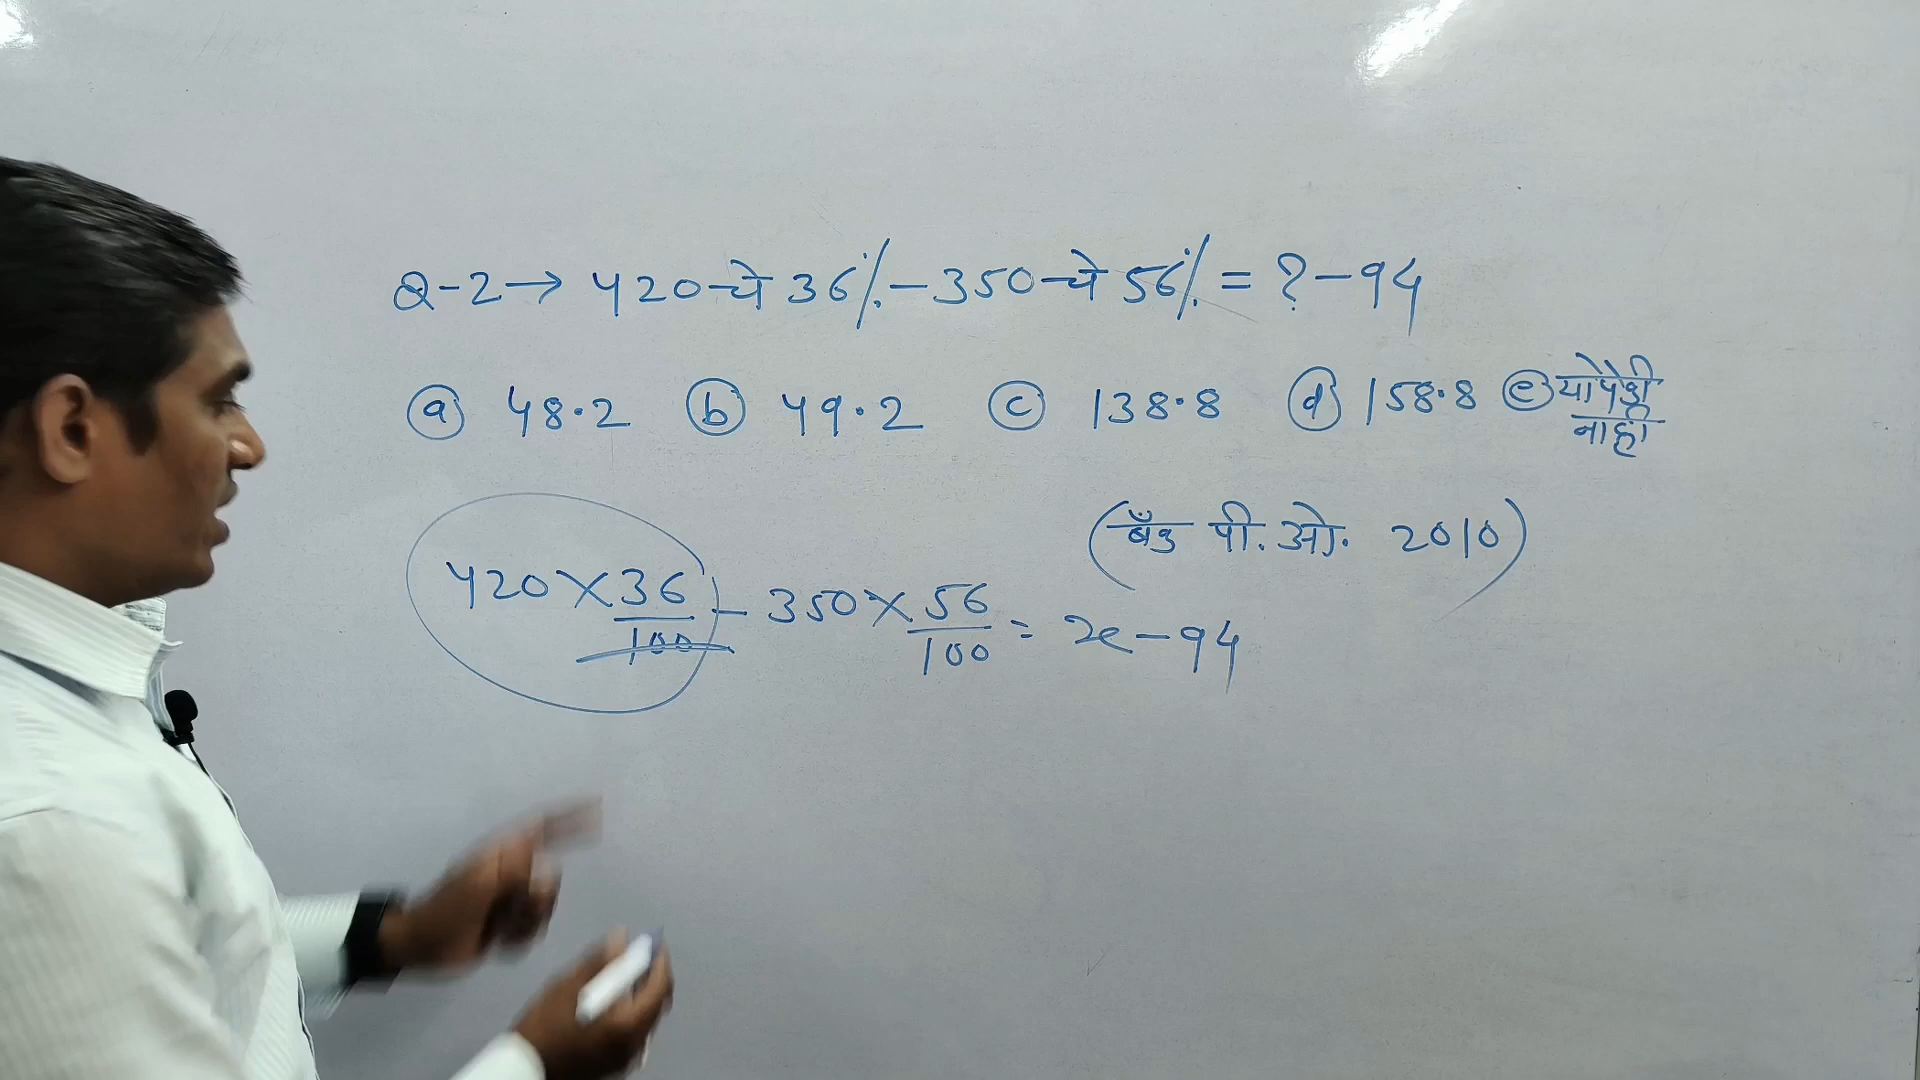 Q-2→ 420 चे 36% - 350 चे 56% = ? - 94
ⓐ 48.2 ⓑ 49.2 ⓒ 138.8 ⓓ 158.8 ⓔ यापैकी नाही
(बँक पी.ओ. 2010)
420 × 36/100 - 350 × 56/100 = x - 94